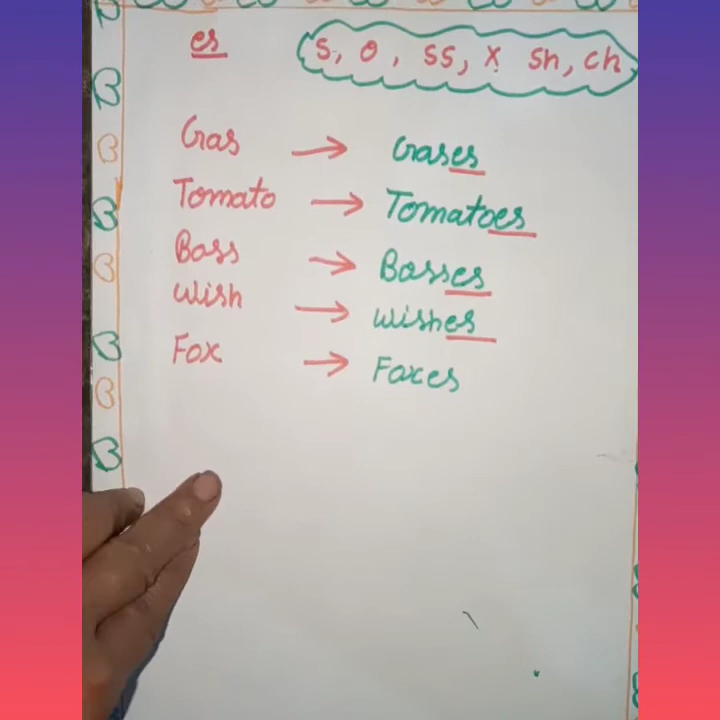 es s, o, ss, x sh, ch
Gas → Gases
Tomato → Tomatoes
Boss → Bosses
Wish → Wishes
Fox → Foxes